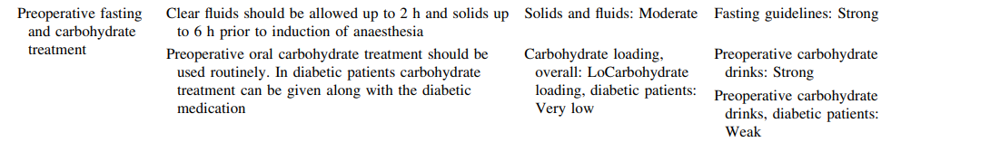 Preoperative fasting
and carbohydrate
treatment
Clear fluids should be allowed up to 2 h and solids up
to 6 h prior to induction of anaesthesia
Preoperative oral carbohydrate treatment should be
used routinely. In diabetic patients carbohydrate
treatment can be given along with the diabetic
medication
Solids and fluids: Moderate
Carbohydrate loading,
overall: LoCarbohydrate
loading, diabetic patients:
Very low
Fasting guidelines: Strong
Preoperative carbohydrate
drinks: Strong
Preoperative carbohydrate
drinks, diabetic patients:
Weak